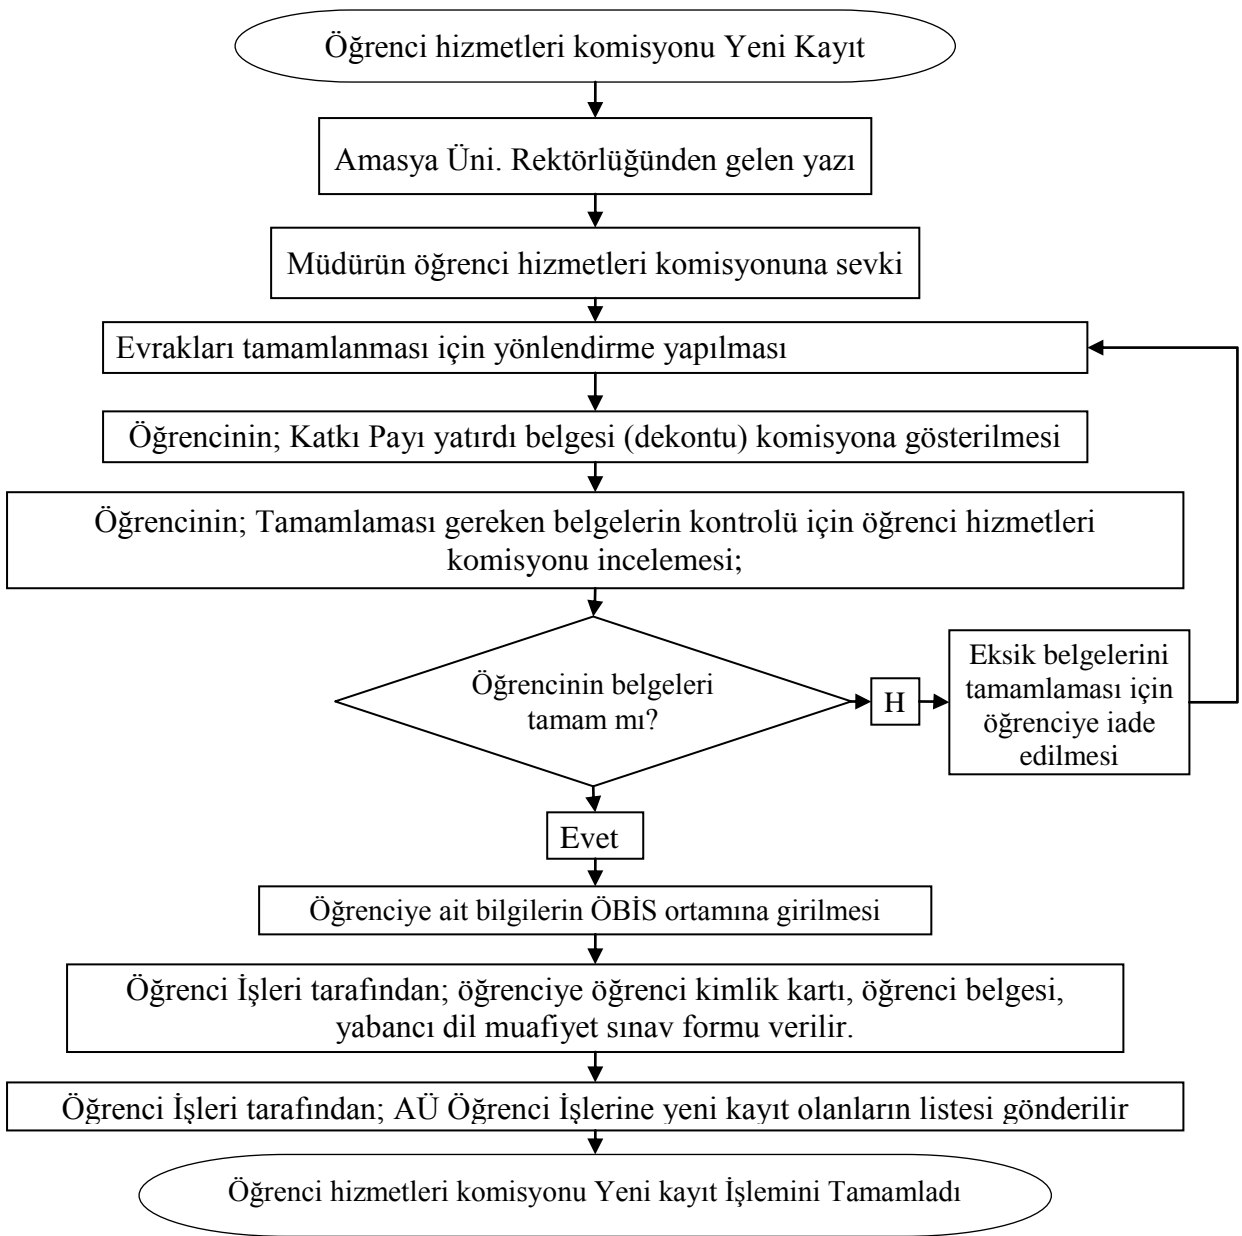 Öğrenci hizmetleri komisyonu Yeni Kayıt
Amasya Üni. Rektörlüğünden gelen yazı
Müdürün öğrenci hizmetleri komisyonuna sevki
Evrakları tamamlanması için yönlendirme yapılması
Öğrencinin; Katkı Payı yatırdı belgesi (dekontu) komisyona gösterilmesi
Öğrencinin; Tamamlaması gereken belgelerin kontrolü için öğrenci hizmetleri
komisyonu incelemesi;
Öğrencinin belgeleri
tamam mı?
H
Eksik belgelerini
tamamlaması için
öğrenciye iade
edilmesi
Evet
Öğrenciye ait bilgilerin ÖBİS ortamına girilmesi
Öğrenci İşleri tarafından; öğrenciye öğrenci kimlik kartı, öğrenci belgesi,
yabancı dil muafiyet sınav formu verilir.
Öğrenci İşleri tarafından; AÜ Öğrenci İşlerine yeni kayıt olanların listesi gönderilir
Öğrenci hizmetleri komisyonu Yeni kayıt İşlemini Tamamladı